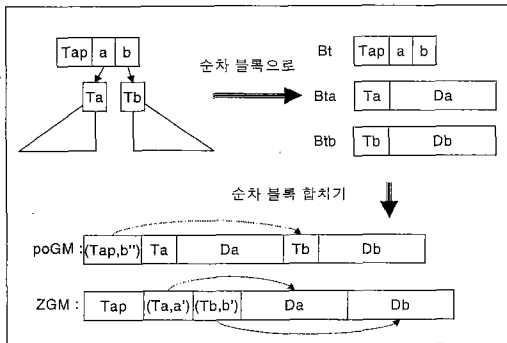 Tap a b
Ta Tb
순차 블록으로
Bt Tap a b
Bta Ta Da
Btb Tb Db
순차 블록 합치기
poGM : (Tap,b'') Ta Da Tb Db
ZGM : Tap (Ta,a') (Tb,b') Da Db